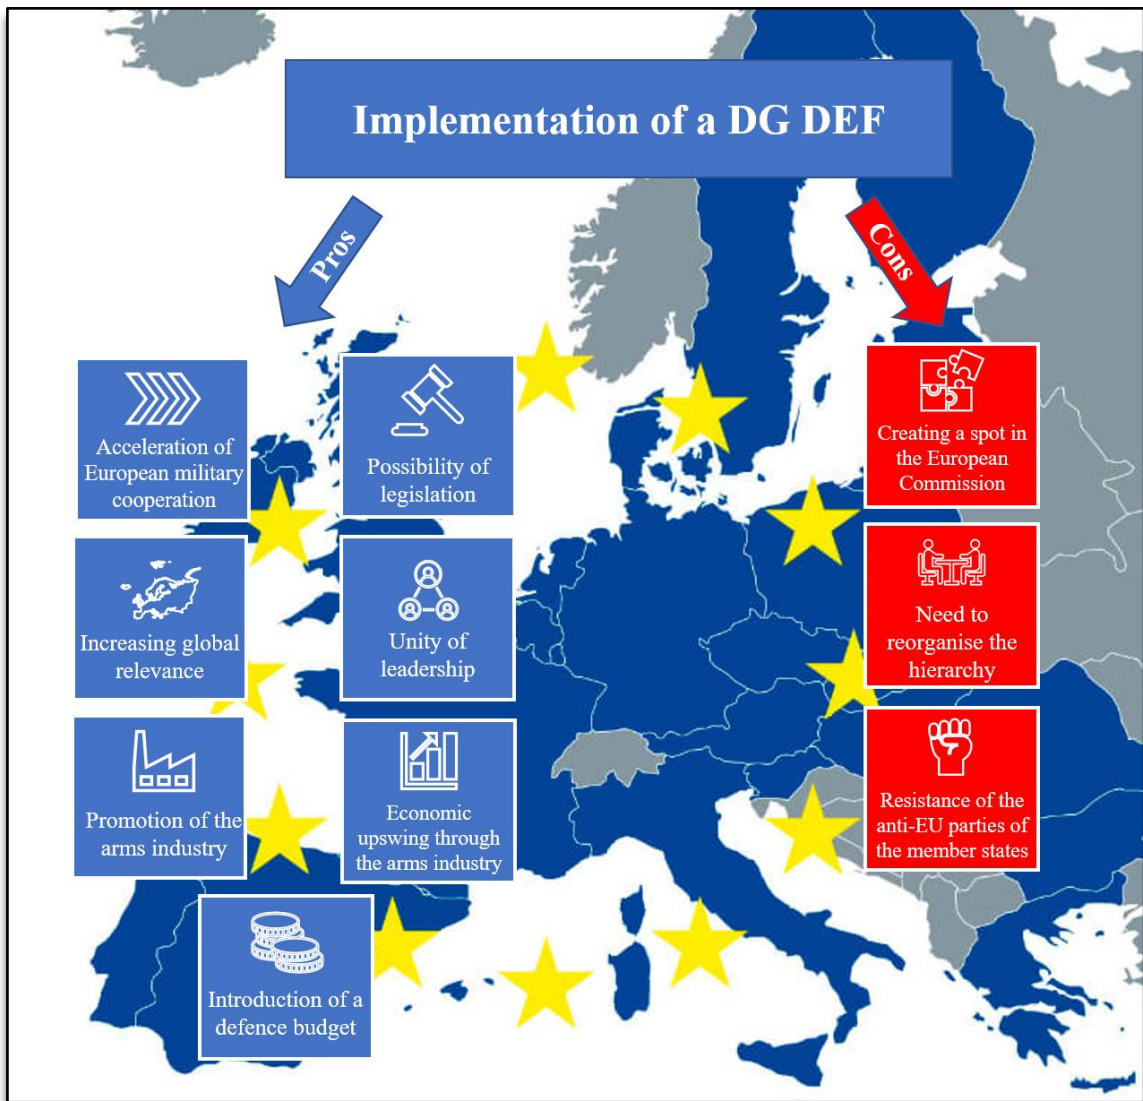 Implementation of a DG DEF
Pros
Acceleration of
European military
cooperation
Possibility of
legislation
Increasing global
relevance
Unity of
leadership
Promotion of the
arms industry
Economic
upswing through
the arms industry
Introduction of a
defence budget
Cons
Creating a spot in
the European
Commission
Need to
reorganise the
hierarchy
Resistance of the
anti-EU parties of
the member states